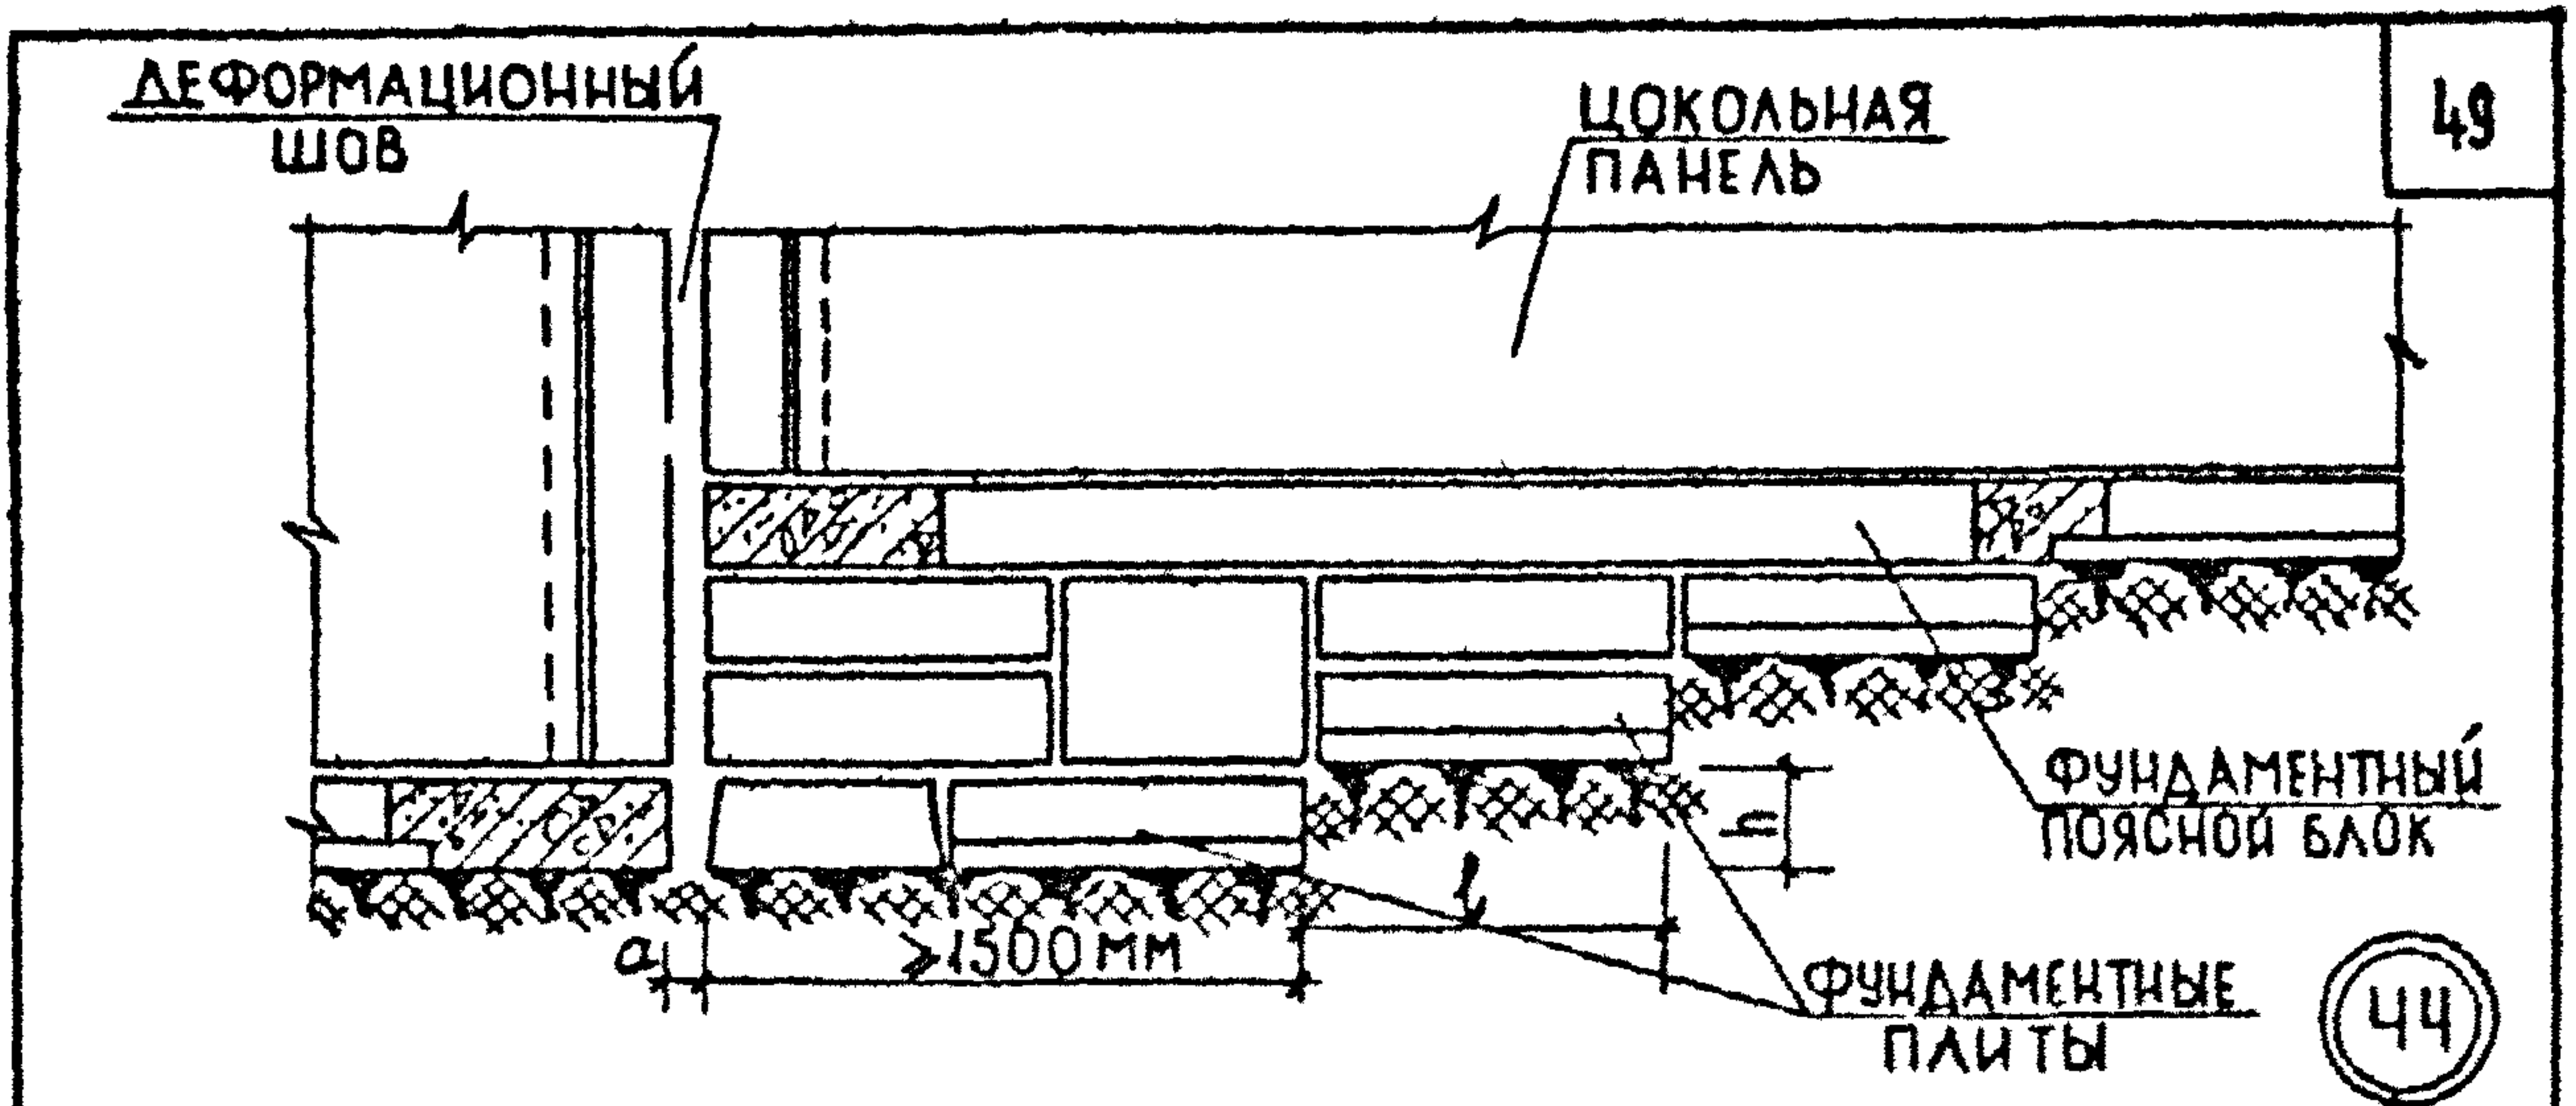 ДЕФОРМАЦИОННЫЙ
ШОВ
ЦОКОЛЬНАЯ
ПАНЕЛЬ
49
ФУНДАМЕНТНЫЙ
ПОЯСНОЙ БЛОК
h
l
a
≥1500 мм
ФУНДАМЕНТНЫЕ
ПЛИТЫ
44